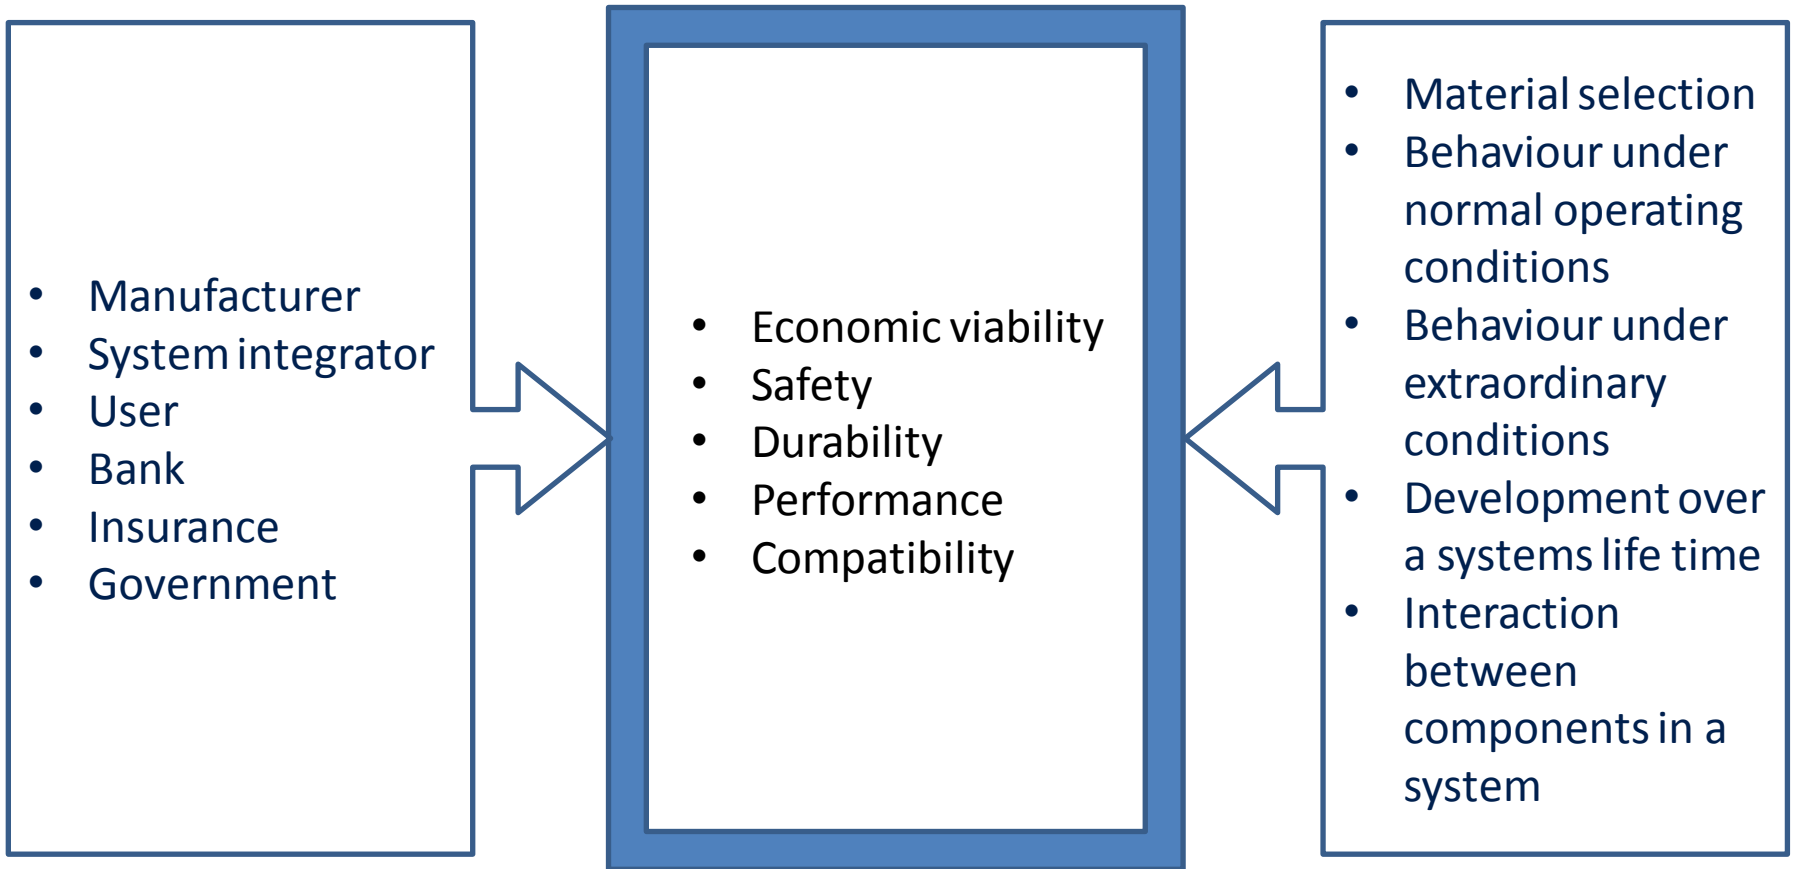 • Manufacturer
• System integrator
• User
• Bank
• Insurance
• Government
• Economic viability
• Safety
• Durability
• Performance
• Compatibility
• Material selection
• Behaviour under
normal operating
conditions
• Behaviour under
extraordinary
conditions
• Development over
a systems life time
• Interaction
between
components in a
system